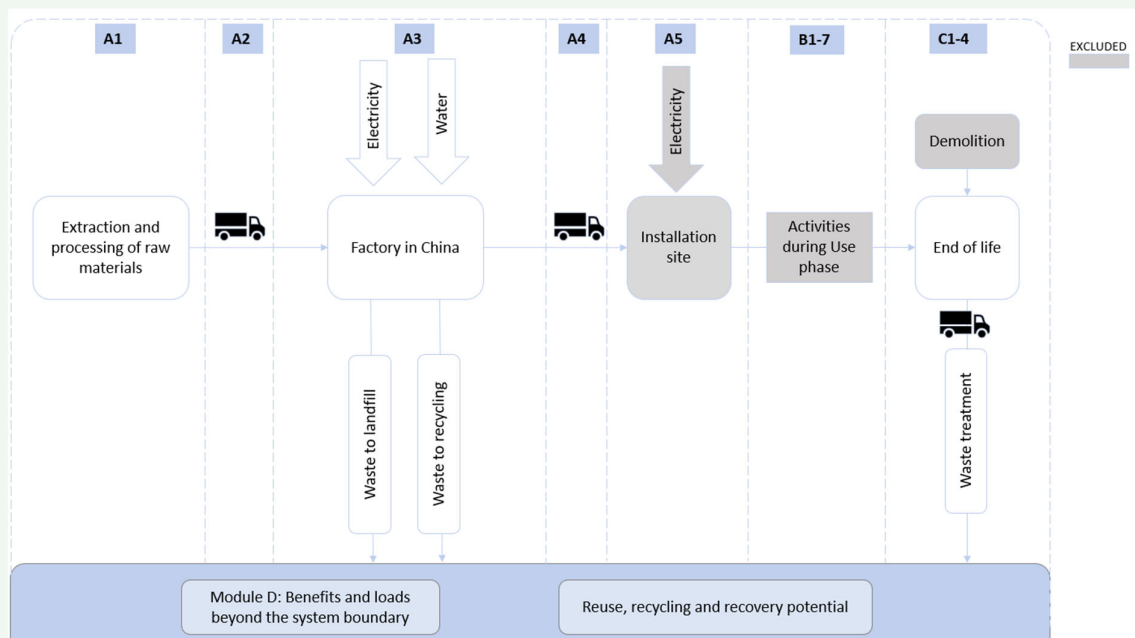 A1
A2
A3
A4
A5
B1-7
C1-4
EXCLUDED
Electricity
Water
Electricity
Demolition
Extraction and
processing of raw
materials
Factory in China
Installation
site
Activities
during Use
phase
End of life
Waste to landfill
Waste to recycling
Waste treatment
Module D: Benefits and loads
beyond the system boundary
Reuse, recycling and recovery potential